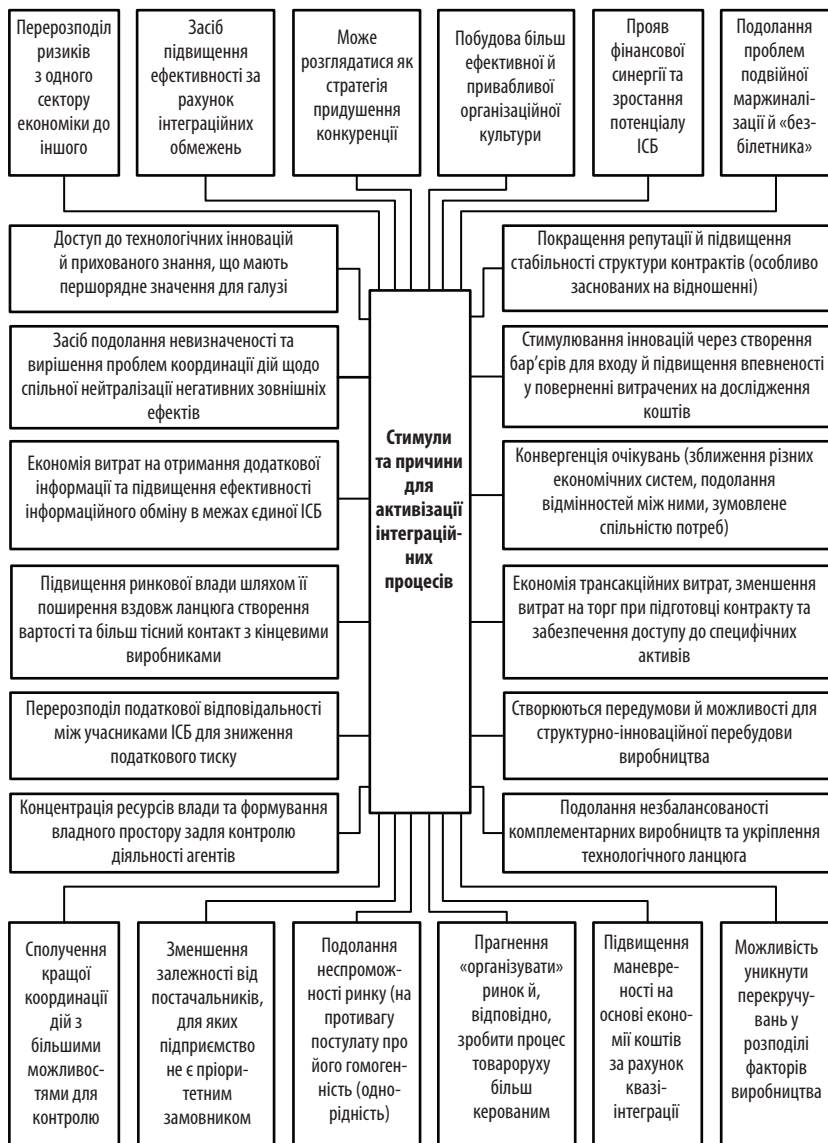 Перерозподіл
ризиків
з одного
сектору
економіки до
іншого
Засіб
підвищення
ефективності за
рахунок
інтеграційних
обмежень
Може
розглядатися як
стратегія
придушення
конкуренції
Побудова більш
ефективної й
привабливої
організаційної
культури
Прояв
фінансової
синергії та
зростання
потенціалу
ІСБ
Подолання
проблем
подвійної
маржиналі-
зації й «без-
білетника»
Доступ до технологічних інновацій
й прихованого знання, що мають
першорядне значення для галузі
Покращення репутації й підвищення
стабільності структури контрактів (особливо
заснованих на відношенні)
Засіб подолання невизначеності та
вирішення проблем координації дій щодо
спільної нейтралізації негативних зовнішніх
ефектів
Стимулювання інновацій через створення
бар’єрів для входу й підвищення впевненості
у поверненні витрачених на дослідження
коштів
Стимули
та причини
для
активізації
інтеграцій-
них
процесів
Економія витрат на отримання додаткової
інформації та підвищення ефективності
інформаційного обміну в межах єдиної ІСБ
Конвергенція очікувань (зближення різних
економічних систем, подолання
відмінностей між ними, зумовлене
спільністю потреб)
Підвищення ринкової влади шляхом її
поширення вздовж ланцюга створення
вартості та більш тісний контакт з кінцевими
виробниками
Економія трансакційних витрат, зменшення
витрат на торг при підготовці контракту та
забезпечення доступу до специфічних
активів
Перерозподіл податкової відповідальності
між учасниками ІСБ для зниження
податкового тиску
Створюються передумови й можливості для
структурно-інноваційної перебудови
виробництва
Концентрація ресурсів влади та формування
владного простору задля контролю
діяльності агентів
Подолання незбалансованості
комплементарних виробництв та укріплення
технологічного ланцюга
Сполучення
кращої
координації
дій з
більшими
можливос-
тями для
контролю
Зменшення
залежності від
постачальників,
для яких
підприємство
не є пріори-
тетним
замовником
Подолання
неспромож-
ності ринку (на
противагу
постулату про
його гомоген-
ність (одно-
рідність)
Прагнення
«організувати»
ринок й,
відповідно,
зробити процес
товароруху
більш
керованим
Підвищення
маневре-
ності на
основі еконо-
мії коштів
за рахунок
квазі-
інтеграції
Можливість
уникнути
перекручу-
вань у
розподілі
факторів
виробництва